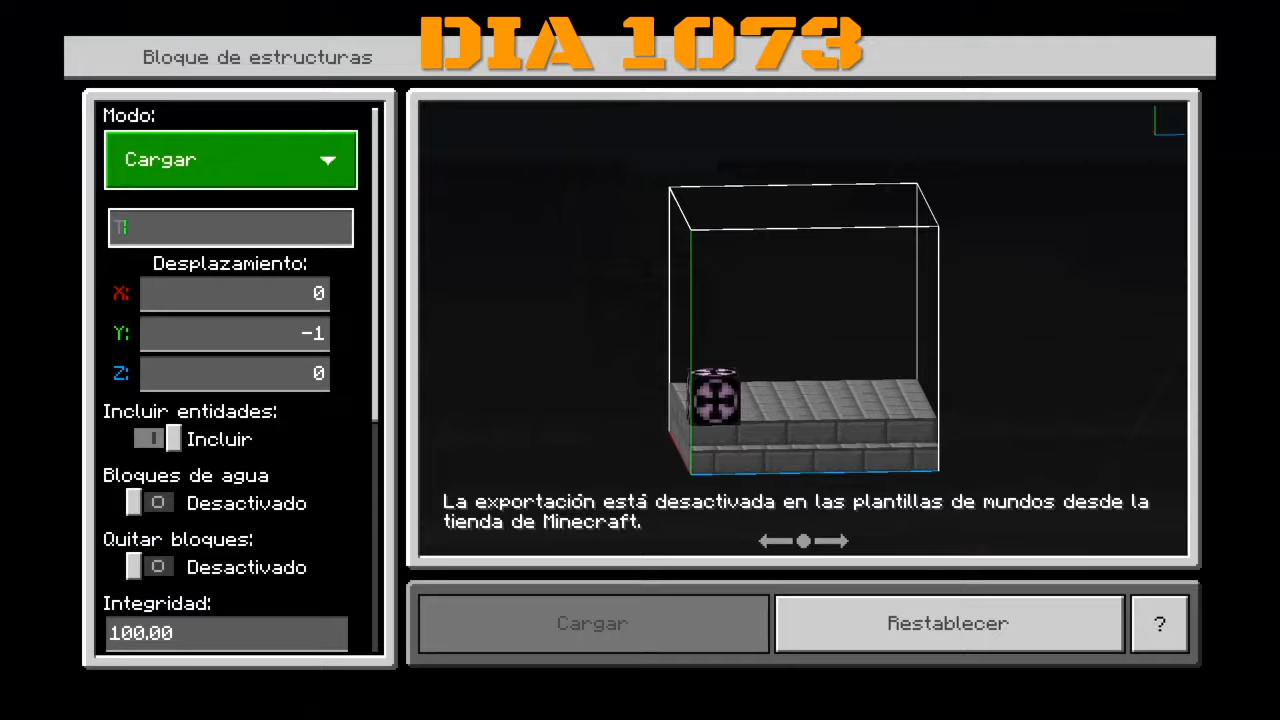 DIA 1073
Bloque de estructuras
Modo:
Cargar
T
Desplazamiento:
X: 0
Y: -1
Z: 0
Incluir entidades:
Incluir
Bloques de agua
Desactivado
Quitar bloques:
Desactivado
Integridad:
100.00
La exportación está desactivada en las plantillas de mundos desde la
tienda de Minecraft.
Cargar
Restablecer
?